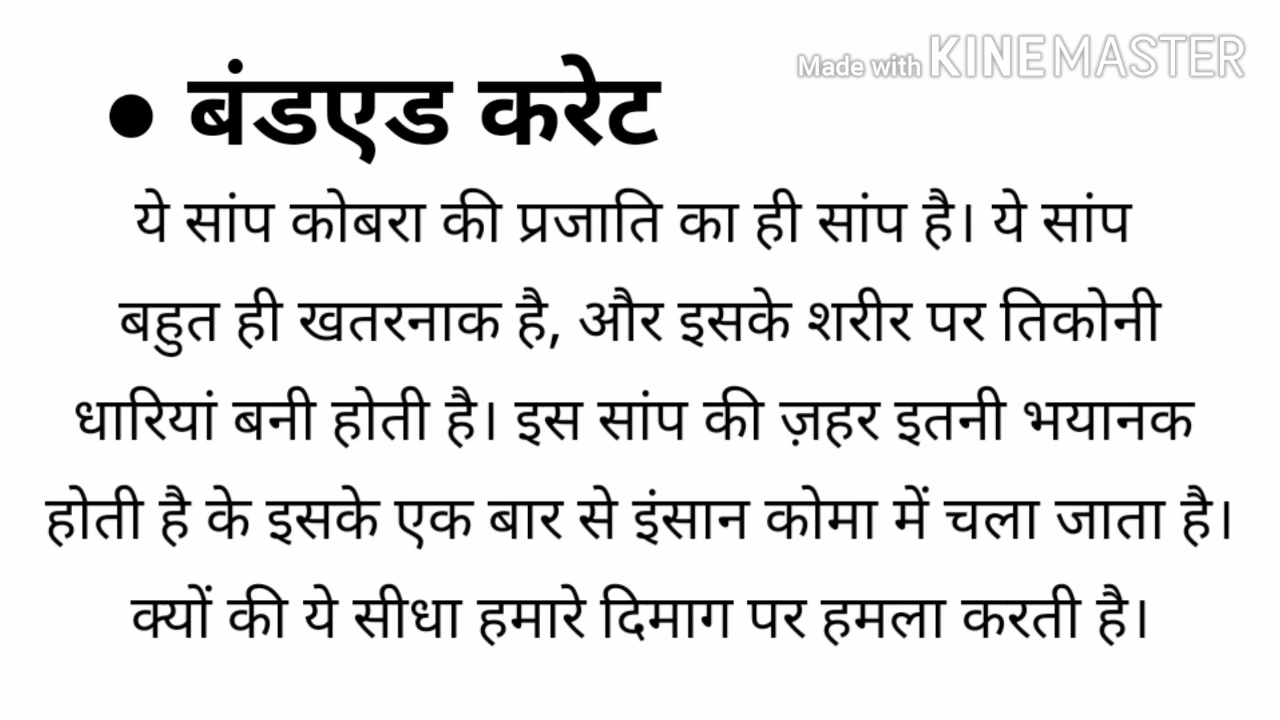 Made with KINEMASTER
• बंडएड करेट
ये सांप कोबरा की प्रजाति का ही सांप है। ये सांप
बहुत ही खतरनाक है, और इसके शरीर पर तिकोनी
धारियां बनी होती है। इस सांप की ज़हर इतनी भयानक
होती है के इसके एक बार से इंसान कोमा में चला जाता है।
क्यों की ये सीधा हमारे दिमाग पर हमला करती है।